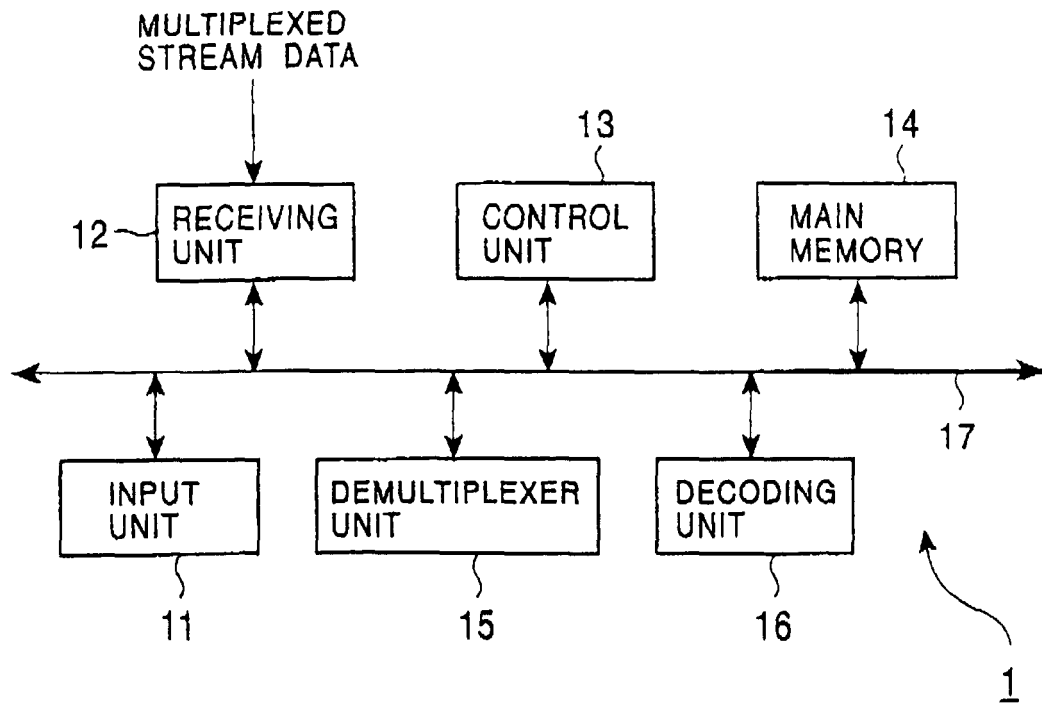 MULTIPLEXED
STREAM DATA
13
14
12
RECEIVING
UNIT
CONTROL
UNIT
MAIN
MEMORY
17
INPUT
UNIT
DEMULTIPLEXER
UNIT
DECODING
UNIT
11
15
16
1